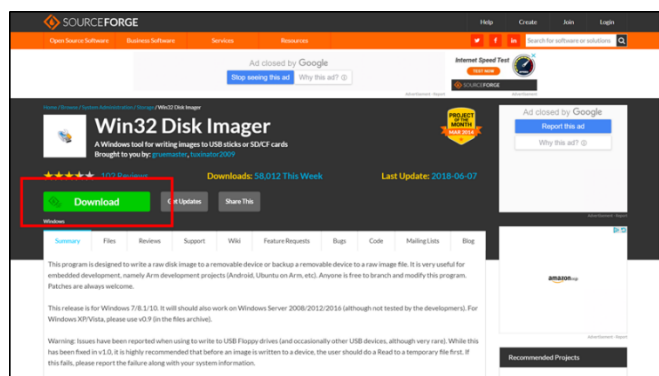 SOURCEFORGE
Help Create Join Login
Open Source Software Business Software Services Resources
Search for software or solutions
Ad closed by Google
Stop seeing this ad Why this ad?
Internet Speed Test
TEST NOW
SOURCEFORGE
Advertisement - Report
Home / Browse / System Administration / Storage / Win32 Disk Imager
Win32 Disk Imager
A Windows tool for writing images to USB sticks or SD/CF cards
Brought to you by: gruemaster, tuxinator2009
PROJECT OF THE MONTH
MAR 2014
Ad closed by Google
Report this ad
Why this ad?
102 Reviews Downloads: 58,012 This Week Last Update: 2018-06-07
Download Get Updates Share This
Windows
Advertisement - Report
Summary Files Reviews Support Wiki Feature Requests Bugs Code Mailing Lists Blog
This program is designed to write a raw disk image to a removable device or backup a removable device to a raw image file. It is very useful for
embedded development, namely Arm development projects (Android, Ubuntu on Arm, etc). Anyone is free to branch and modify this program.
Patches are always welcome.
This release is for Windows 7/8.1/10. It will should also work on Windows Server 2008/2012/2016 (although not tested by the developers). For
Windows XP/Vista, please use v0.9 (in the files archive).
Warning: Issues have been reported when using to write to USB Floppy drives (and occasionally other USB devices, although very rare). While this
has been fixed in v1.0, it is highly recommended that before an image is written to a device, the user should do a Read to a temporary file first. If
this fails, please report the failure along with your system information.
Advertisement - Report
Recommended Projects